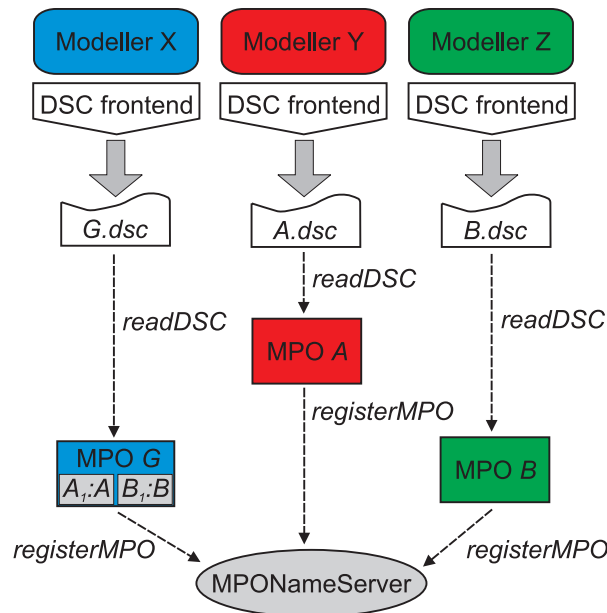 Modeller X
Modeller Y
Modeller Z
DSC frontend
DSC frontend
DSC frontend
G.dsc
A.dsc
B.dsc
readDSC
readDSC
readDSC
MPO A
registerMPO
MPO G
A₁:A
B₁:B
MPO B
registerMPO
registerMPO
MPONameServer